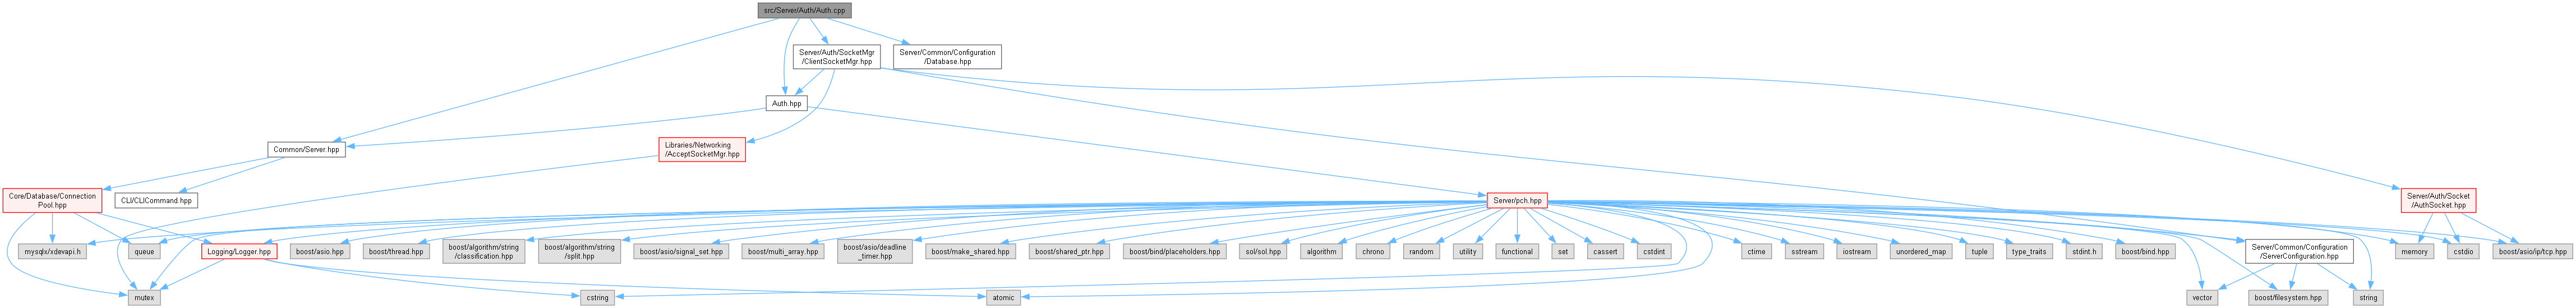 src/Server/Auth/Auth.cpp
Server/Auth/SocketMgr
/ClientSocketMgr.hpp
Server/Common/Configuration
/Database.hpp
Auth.hpp
Common/Server.hpp
Libraries/Networking
/AcceptSocketMgr.hpp
Core/Database/Connection
Pool.hpp
CLI/CLICommand.hpp
Server/pch.hpp
Server/Auth/Socket
/AuthSocket.hpp
mysqlx/xdevapi.h
queue
Logging/Logger.hpp
boost/asio.hpp
boost/thread.hpp
boost/algorithm/string
/classification.hpp
boost/algorithm/string
/split.hpp
boost/asio/signal_set.hpp
boost/multi_array.hpp
boost/asio/deadline
_timer.hpp
boost/make_shared.hpp
boost/shared_ptr.hpp
boost/bind/placeholders.hpp
sol/sol.hpp
algorithm
chrono
random
utility
functional
set
cassert
cstdint
ctime
sstream
iostream
unordered_map
tuple
type_traits
stdint.h
boost/bind.hpp
Server/Common/Configuration
/ServerConfiguration.hpp
memory
cstdio
boost/asio/ip/tcp.hpp
mutex
cstring
atomic
vector
boost/filesystem.hpp
string